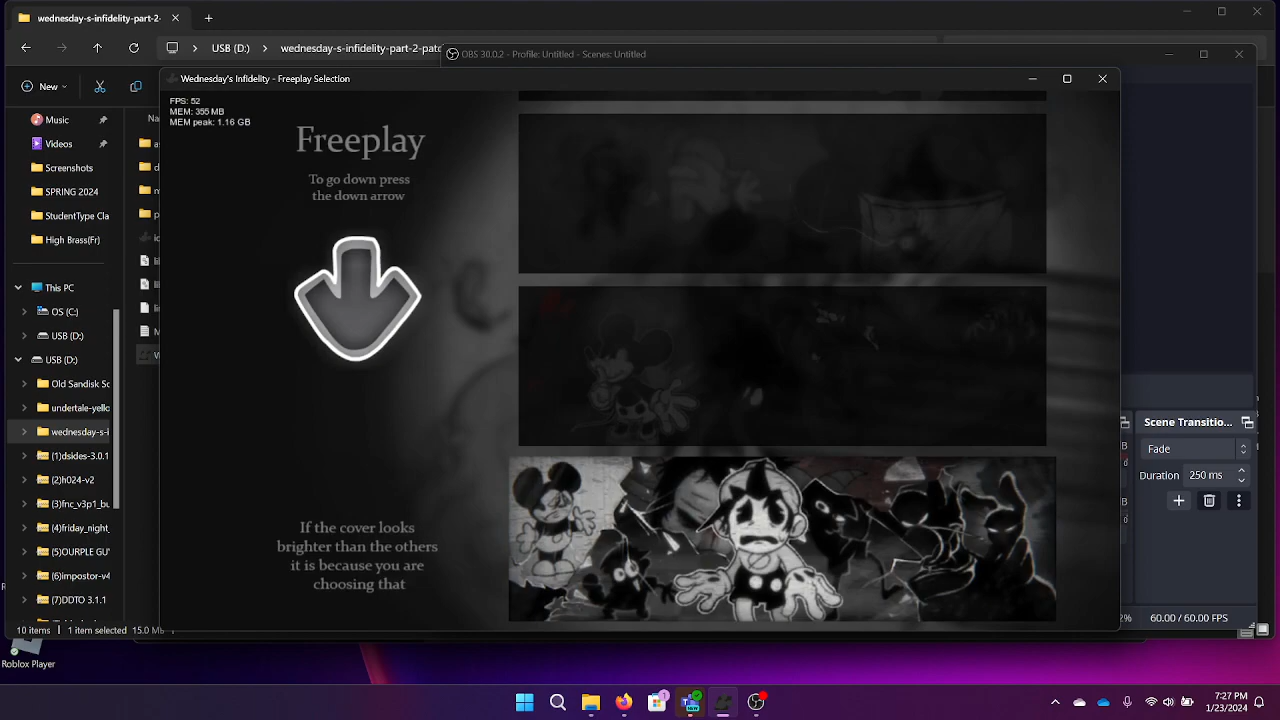 wednesday-s-infidelity-part-2-
USB (D:)
wednesday-s-infidelity-part-2-patc
OBS 30.0.2 - Profile: Untitled - Scenes: Untitled
New
Wednesday's Infidelity - Freeplay Selection
FPS: 52
MEM: 355 MB
MEM peak: 1.16 GB
Freeplay
To go down press
the down arrow
If the cover looks
brighter than the others
it is because you are
choosing that
Music
Videos
Screenshots
SPRING 2024
StudentType Cla
High Brass(Fr)
This PC
OS (C:)
USB (D:)
USB (D:)
Old Sandisk Sc
undertale-yello
wednesday-s-i
(1)dsides-3.0.1
(2)h024-v2
(3)fnc_v3p1_bu
(4)friday_night_
(5)OURPLE GUY
(6)impostor-v4
(7)DDTO 3.1.1
10 items
1 item selected
15.0 M
Scene Transitio...
Fade
Duration
250 ms
60.00 / 60.00 FPS
Roblox Player
NEW
7:27 PM
1/23/2024